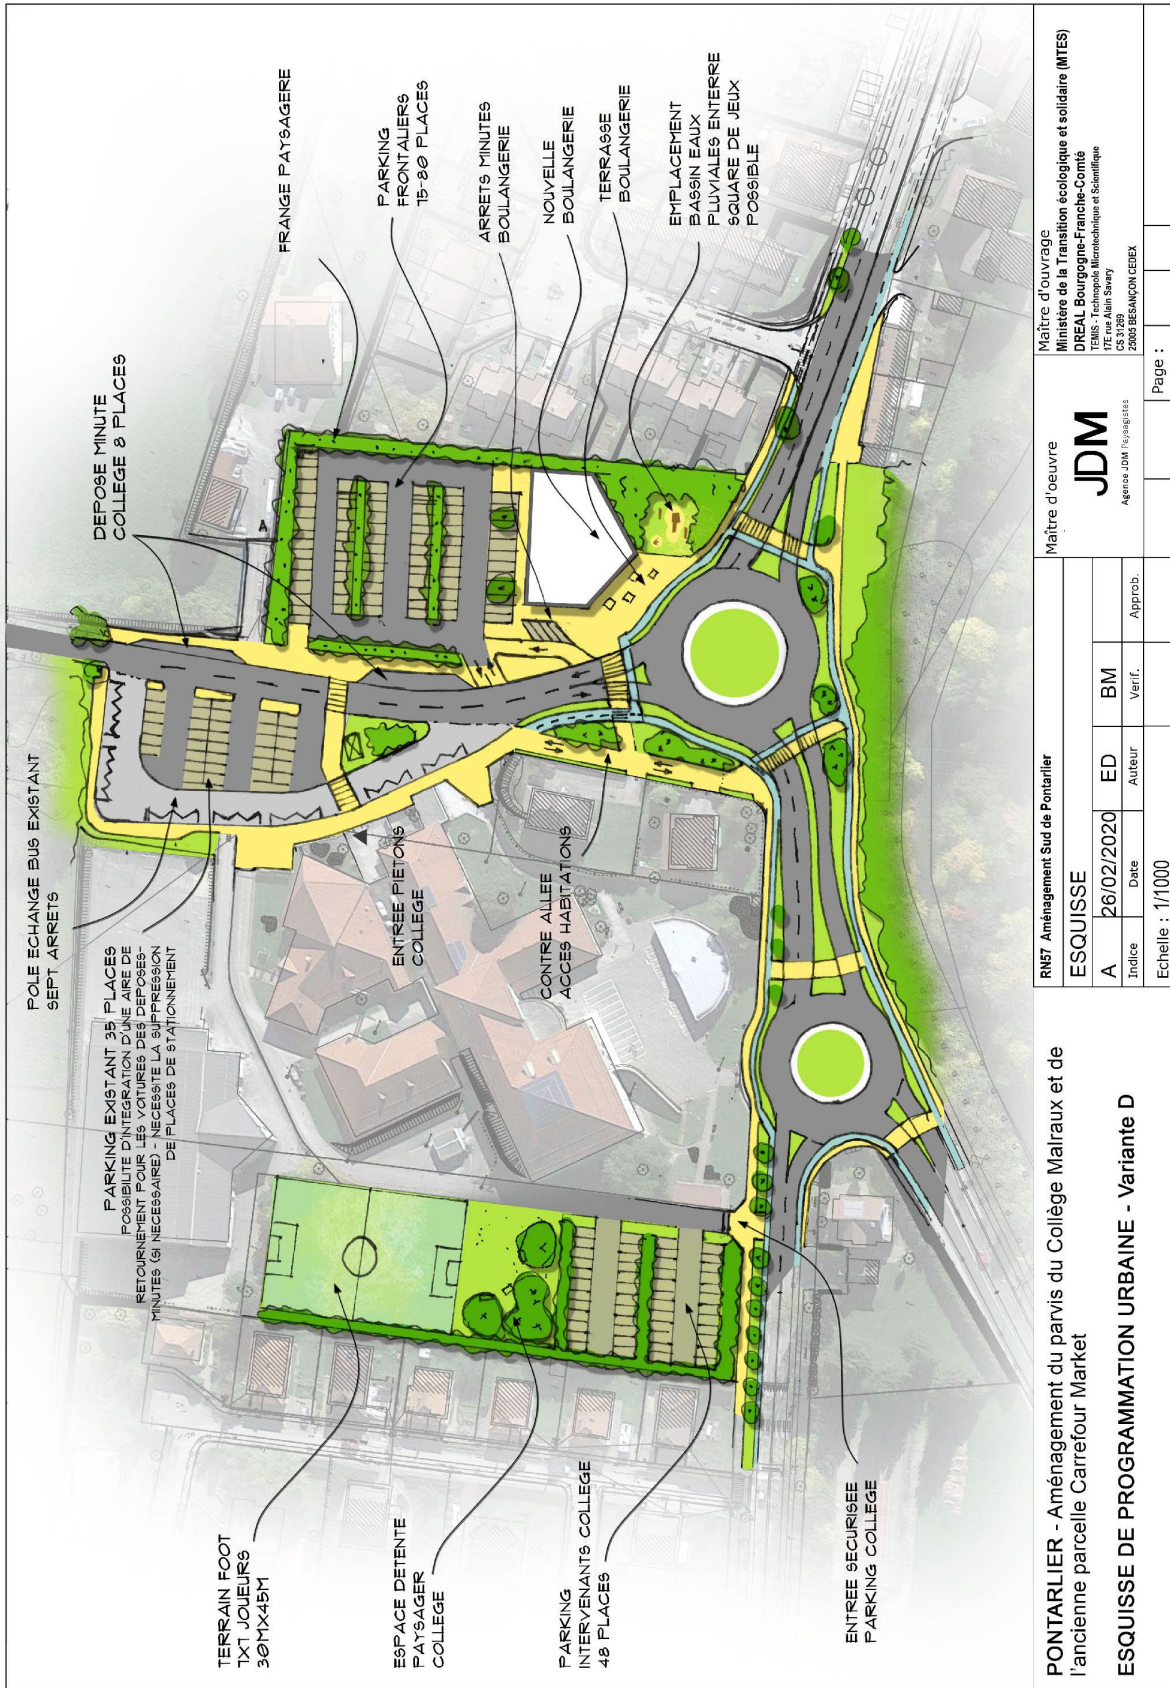 POLE ECHANGE BUS EXISTANT
SEPT ARRETS
PARKING EXISTANT 35 PLACES
POSSIBILITE D'INTEGRATION D'UNE AIRE DE
RETOURNEMENT POUR LES VOITURES DES DEPOSES-
MINUTES (SI NECESSAIRE) - NECESSITE LA SUPPRESSION
DE PLACES DE STATIONNEMENT
DEPOSE MINUTE
COLLEGE 8 PLACES
FRANGE PAYSAGERE
PARKING
FRONTALIERS
75-80 PLACES
ARRETS MINUTES
BOULANGERIE
NOUVELLE
BOULANGERIE
TERRASSE
BOULANGERIE
EMPLACEMENT
BASSIN EAUX
PLUVIALES ENTERRE
SQUARE DE JEUX
POSSIBLE
ENTREE PIETONS
COLLEGE
CONTRE ALLEE
ACCES HABITATIONS
TERRAIN FOOT
7X7 JOUEURS
30MX45M
ESPACE DETENTE
PAYSAGER
COLLEGE
PARKING
INTERVENANTS COLLEGE
48 PLACES
ENTREE SECURISEE
PARKING COLLEGE
PONTARLIER - Aménagement du parvis du Collège Malraux et de
l'ancienne parcelle Carrefour Market
ESQUISSE DE PROGRAMMATION URBAINE - Variante D
RN57 Aménagement Sud de Pontarlier
ESQUISSE
A 26/02/2020 ED BM
Indice Date Auteur Verif. Approb.
Echelle : 1/1000
Maître d'oeuvre
JDM
Agence JDM Paysagistes
Maître d'ouvrage
Ministère de la Transition écologique et solidaire (MTES)
DREAL Bourgogne-Franche-Comté
TEMIS - Technopole Microtechnique et Scientifique
17E rue Alain Savary
CS 31269
25005 BESANÇON CEDEX
Page :